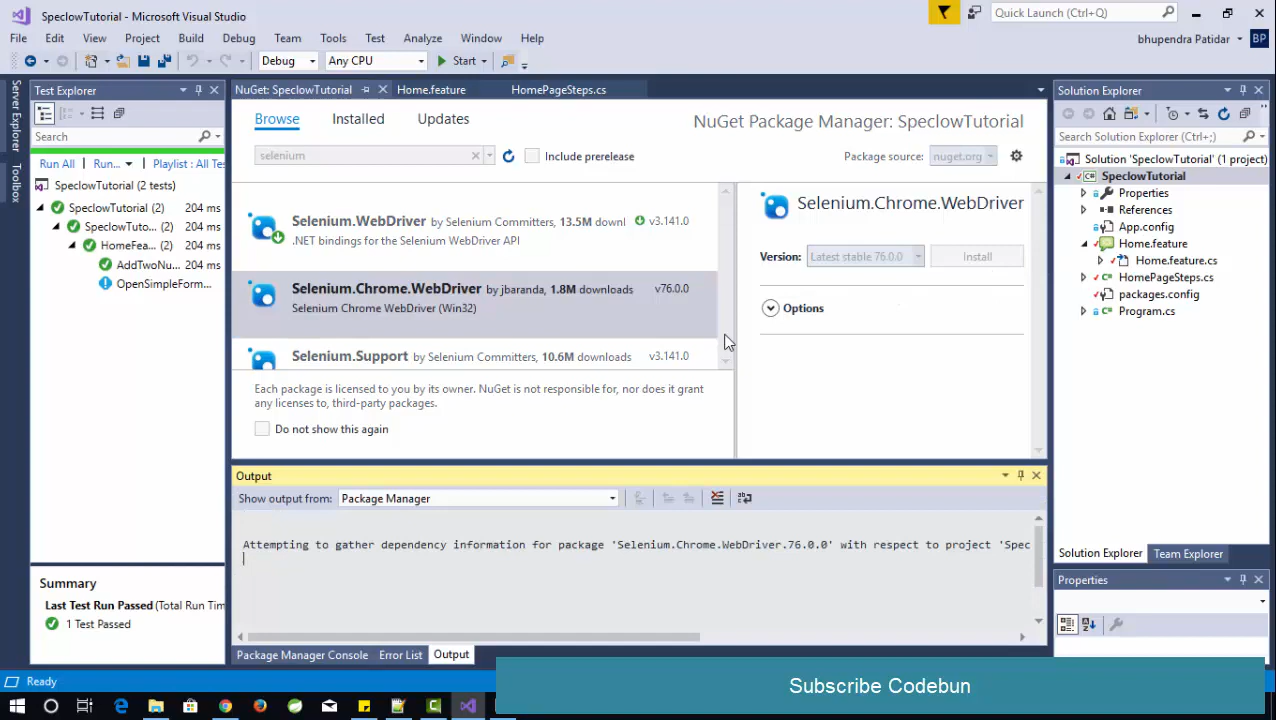 SpeclowTutorial - Microsoft Visual Studio
Quick Launch (Ctrl+;)
File Edit View Project Build Debug Team Tools Test Analyze Window Help
bhupendra Patidar BP
Debug Any CPU Start
Server Explorer
Toolbox
Test Explorer
Search
Run All Run... Playlist : All Tes
SpeclowTutorial (2 tests)
SpeclowTutorial (2) 204 ms
SpeclowTuto... (2) 204 ms
HomeFea... (2) 204 ms
AddTwoNu... 204 ms
OpenSimpleForm...
Summary
Last Test Run Passed (Total Run Tim
1 Test Passed
NuGet: SpeclowTutorial Home.feature HomePageSteps.cs
Browse Installed Updates
NuGet Package Manager: SpeclowTutorial
selenium
Include prerelease
Package source: nuget.org
Selenium.WebDriver by Selenium Committers, 13.5M downl v3.141.0
.NET bindings for the Selenium WebDriver API
Selenium.Chrome.WebDriver by jbaranda, 1.8M downloads v76.0.0
Selenium Chrome WebDriver (Win32)
Selenium.Support by Selenium Committers, 10.6M downloads v3.141.0
Each package is licensed to you by its owner. NuGet is not responsible for, nor does it grant
any licenses to, third-party packages.
Do not show this again
Selenium.Chrome.WebDriver
Version: Latest stable 76.0.0 Install
Options
Output
Show output from: Package Manager
Attempting to gather dependency information for package 'Selenium.Chrome.WebDriver.76.0.0' with respect to project 'Spec
Package Manager Console Error List Output
Solution Explorer
Search Solution Explorer (Ctrl+;)
Solution 'SpeclowTutorial' (1 project)
SpeclowTutorial
Properties
References
App.config
Home.feature
Home.feature.cs
HomePageSteps.cs
packages.config
Program.cs
Solution Explorer Team Explorer
Properties
Ready
Subscribe Codebun